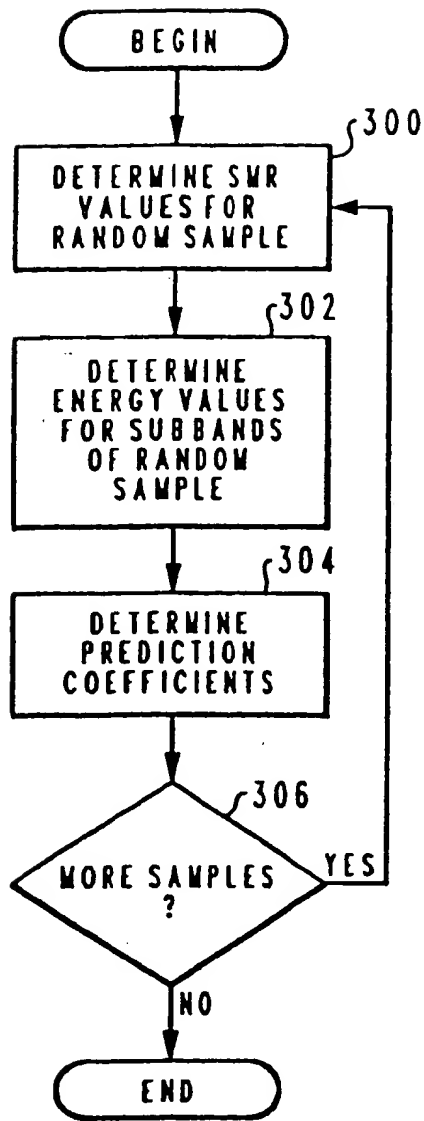 BEGIN
300
DETERMINE SMR
VALUES FOR
RANDOM SAMPLE
302
DETERMINE
ENERGY VALUES
FOR SUBBANDS
OF RANDOM
SAMPLE
304
DETERMINE
PREDICTION
COEFFICIENTS
306
MORE SAMPLES
?
YES
NO
END